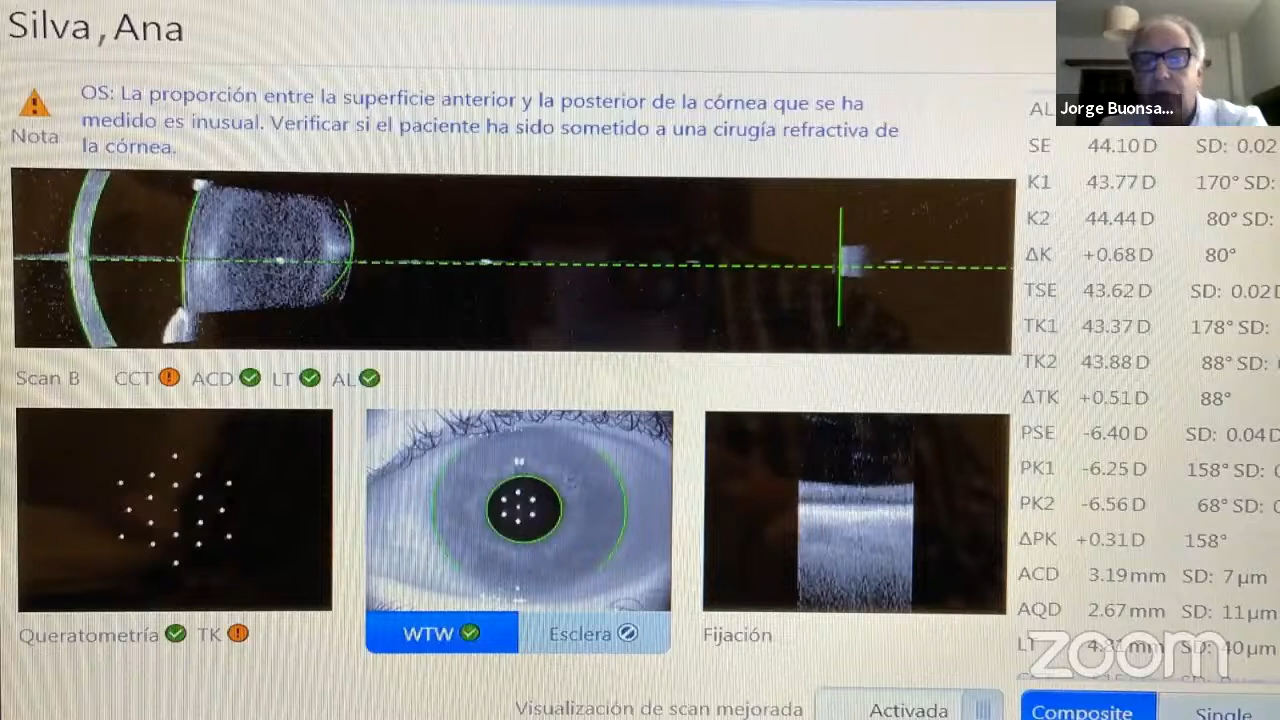 Silva, Ana
OS: La proporción entre la superficie anterior y la posterior de la córnea que se ha
medido es inusual. Verificar si el paciente ha sido sometido a una cirugía refractiva de
la córnea.
Nota
Jorge Buonsa...
AL
SE 44.10 D SD: 0.02
K1 43.77 D 170° SD:
K2 44.44 D 80° SD:
ΔK +0.68 D 80°
TSE 43.62 D SD: 0.02 D
TK1 43.37 D 178° SD:
TK2 43.88 D 88° SD:
ΔTK +0.51 D 88°
PSE -6.40 D SD: 0.04 D
PK1 -6.25 D 158° SD:
PK2 -6.56 D 68° SD:
ΔPK +0.31 D 158°
ACD 3.19 mm SD: 7 µm
AQD 2.67 mm SD: 11 µm
LT mm SD: 40 µm
zoom
Scan B CCT ACD LT AL
Queratometría TK
WTW Esclera
Fijación
Visualización de scan mejorada Activada
Composite Single